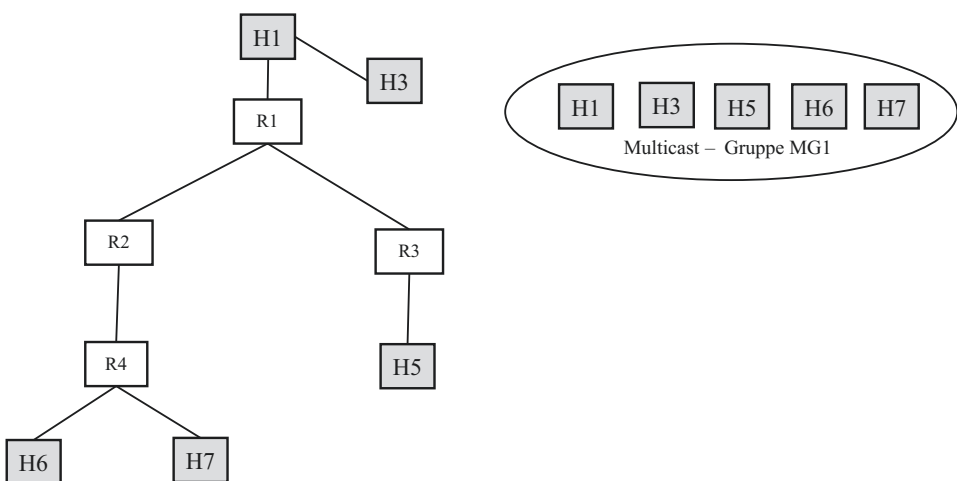 H1
H3
R1
R2
R3
R4
H5
H6
H7
H1 H3 H5 H6 H7
Multicast – Gruppe MG1